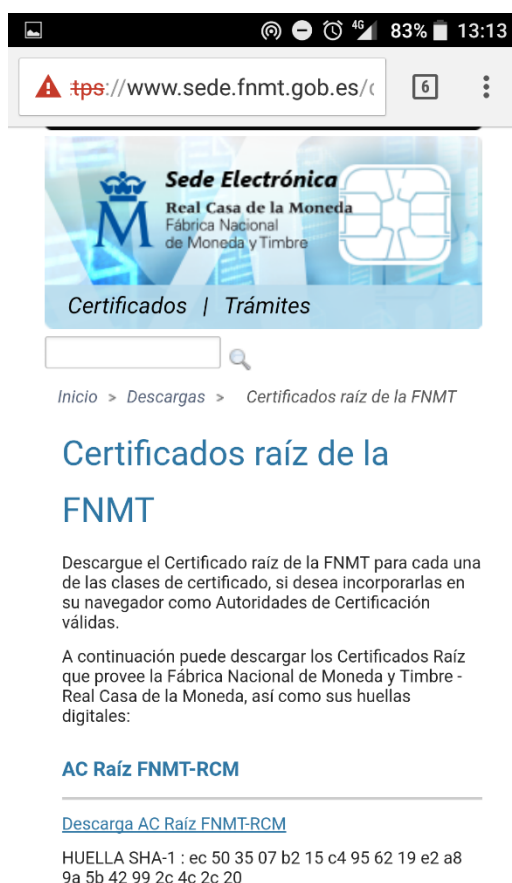 4G 83% 13:13
tps://www.sede.fnmt.gob.es/ 6
Sede Electrónica
Real Casa de la Moneda
Fábrica Nacional
de Moneda y Timbre
Certificados | Trámites
Inicio > Descargas > Certificados raíz de la FNMT
Certificados raíz de la
FNMT
Descargue el Certificado raíz de la FNMT para cada una
de las clases de certificado, si desea incorporarlas en
su navegador como Autoridades de Certificación
válidas.
A continuación puede descargar los Certificados Raíz
que provee la Fábrica Nacional de Moneda y Timbre -
Real Casa de la Moneda, así como sus huellas
digitales:
AC Raíz FNMT-RCM
Descarga AC Raíz FNMT-RCM
HUELLA SHA-1 : ec 50 35 07 b2 15 c4 95 62 19 e2 a8
9a 5b 42 99 2c 4c 2c 20